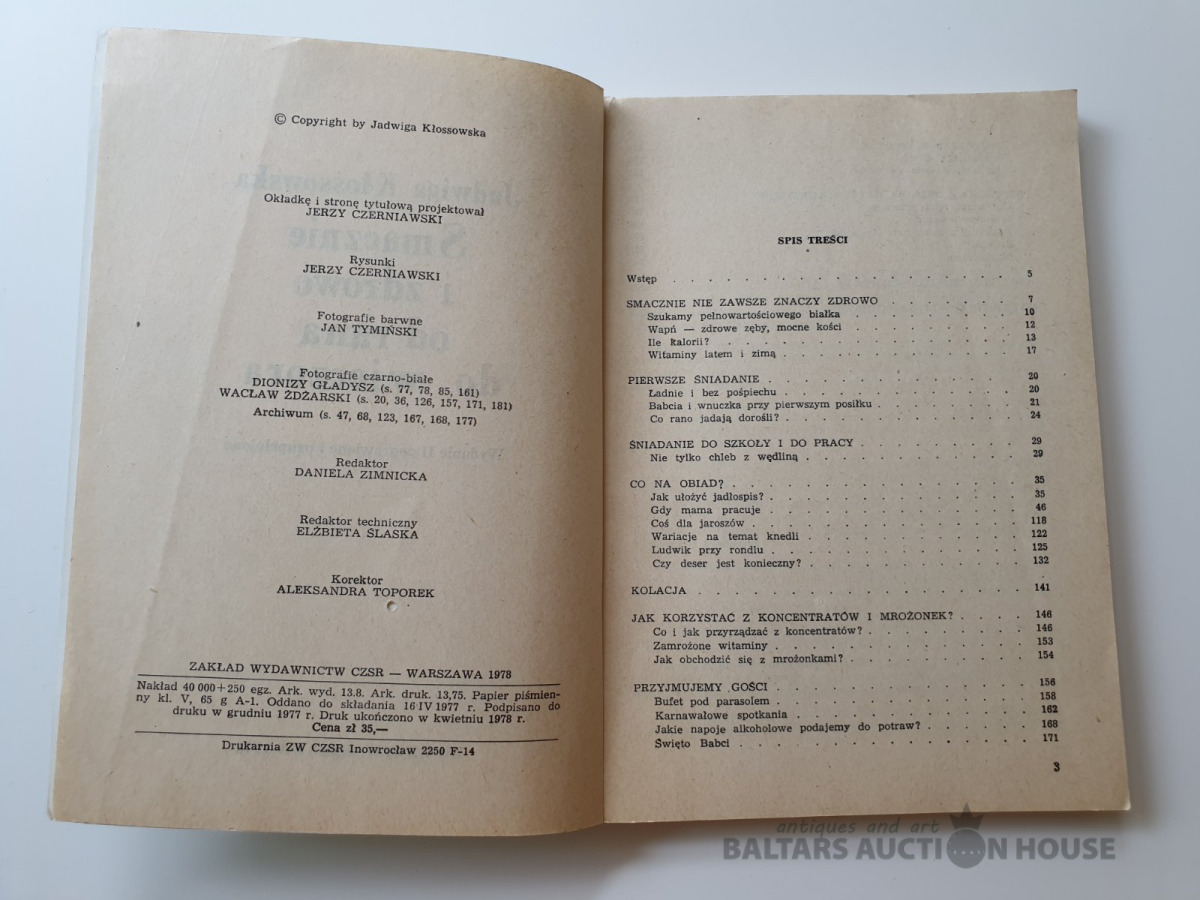 © Copyright by Jadwiga Kłossowska
Okładkę i stronę tytułową projektował
JERZY CZERNIAWSKI
Rysunki
JERZY CZERNIAWSKI
Fotografie barwne
JAN TYMIŃSKI
Fotografie czarno-białe
DIONIZY GŁADYSZ (s. 77, 78, 85, 161)
WACŁAW ŻDŻARSKI (s. 20, 36, 126, 157, 171, 181)
Archiwum (s. 47, 68, 123, 167, 168, 177)
Redaktor
DANIELA ZIMNICKA
Redaktor techniczny
ELŻBIETA ŚLASKA
Korektor
ALEKSANDRA TOPOREK
ZAKŁAD WYDAWNICTW CZSR — WARSZAWA 1978
Nakład 40 000+250 egz. Ark. wyd. 13.8. Ark. druk. 13,75. Papier piśmien-
ny kl. V, 65 g A-1. Oddano do składania 16 IV 1977 r. Podpisano do
druku w grudniu 1977 r. Druk ukończono w kwietniu 1978 r.
Cena zł 35,—
Drukarnia ZW CZSR Inowrocław 2250 F-14
SPIS TREŚCI
Wstęp . . . . . . . . . . . . . . . . . . 5
SMACZNIE NIE ZAWSZE ZNACZY ZDROWO . . . . . . . 7
Szukamy pełnowartościowego białka . . . . . . . . 10
Wapń — zdrowe zęby, mocne kości . . . . . . . . 12
Ile kalorii? . . . . . . . . . . . . . . . 13
Witaminy latem i zimą . . . . . . . . . . . . 17
PIERWSZE ŚNIADANIE . . . . . . . . . . . . . 20
Ładnie i bez pośpiechu . . . . . . . . . . . . 20
Babcia i wnuczka przy pierwszym posiłku . . . . . . . 21
Co rano jadają dorośli? . . . . . . . . . . . . 24
ŚNIADANIE DO SZKOŁY I DO PRACY . . . . . . . . 29
Nie tylko chleb z wędliną . . . . . . . . . . . 29
CO NA OBIAD? . . . . . . . . . . . . . . . 35
Jak ułożyć jadłospis? . . . . . . . . . . . . . 35
Gdy mama pracuje . . . . . . . . . . . . . 46
Coś dla jaroszów . . . . . . . . . . . . . . 118
Wariacje na temat knedli . . . . . . . . . . . 122
Ludwik przy rondlu . . . . . . . . . . . . . 125
Czy deser jest konieczny? . . . . . . . . . . . 132
KOLACJA . . . . . . . . . . . . . . . . . 141
JAK KORZYSTAĆ Z KONCENTRATÓW I MROŻONEK? . . . . 146
Co i jak przyrządzać z koncentratów? . . . . . . . . 146
Zamrożone witaminy . . . . . . . . . . . . . 153
Jak obchodzić się z mrożonkami? . . . . . . . . . 154
PRZYJMUJEMY GOŚCI . . . . . . . . . . . . . 156
Bufet pod parasolem . . . . . . . . . . . . . 158
Karnawałowe spotkania . . . . . . . . . . . . 162
Jakie napoje alkoholowe podajemy do potraw? . . . . . 168
Święto Babci . . . . . . . . . . . . . . . 171
3
antiques and art
BALTARS AUCTION HOUSE